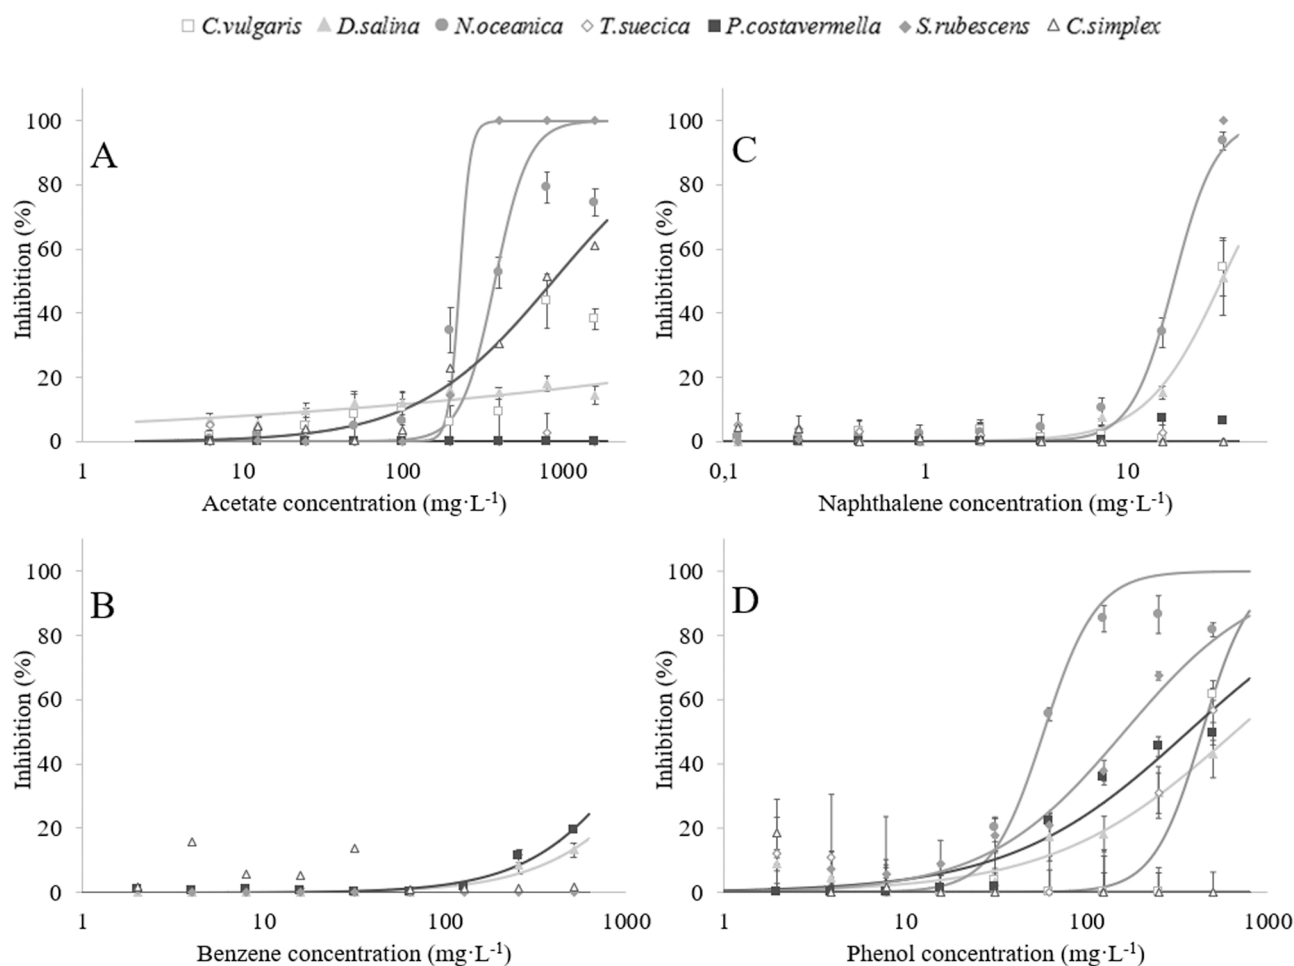 C.vulgaris D.salina N.oceanica T.suecica P.costavermella S.rubescens C.simplex
A
100
80
60
40
20
0
Inhibition (%)
1 10 100 1000
Acetate concentration (mg·L-1)
C
100
80
60
40
20
0
Inhibition (%)
0,1 1 10
Naphthalene concentration (mg·L-1)
B
100
80
60
40
20
0
Inhibition (%)
1 10 100 1000
Benzene concentration (mg·L-1)
D
100
80
60
40
20
0
Inhibition (%)
1 10 100 1000
Phenol concentration (mg·L-1)